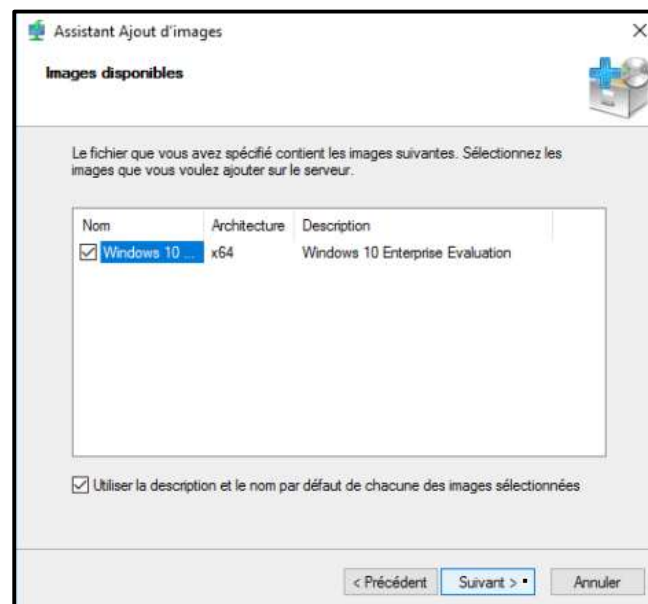 Assistant Ajout d'images
Images disponibles
Le fichier que vous avez spécifié contient les images suivantes. Sélectionnez les
images que vous voulez ajouter sur le serveur.
Nom Architecture Description
Windows 10 ... x64 Windows 10 Enterprise Evaluation
Utiliser la description et le nom par défaut de chacune des images sélectionnées
< Précédent Suivant > Annuler